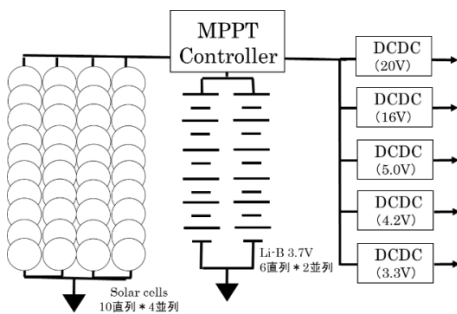 MPPT
Controller
DCDC
(20V)
DCDC
(16V)
DCDC
(5.0V)
DCDC
(4.2V)
DCDC
(3.3V)
Li-B 3.7V
6直列*2並列
Solar cells
10直列*4並列